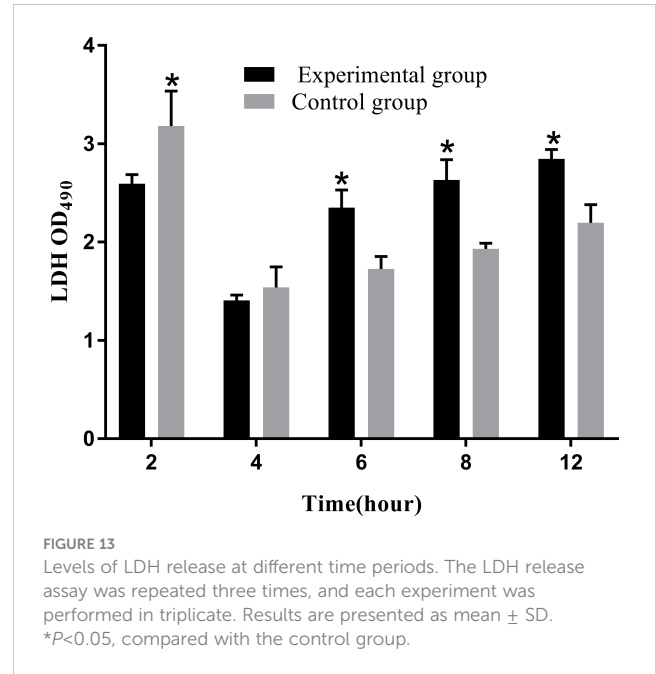 4
3
2
1
0
LDH OD490
* * * * 
Experimental group
Control group
2 4 6 8 12
Time(hour)
FIGURE 13
Levels of LDH release at different time periods. The LDH release
assay was repeated three times, and each experiment was
performed in triplicate. Results are presented as mean ± SD.
*P<0.05, compared with the control group.